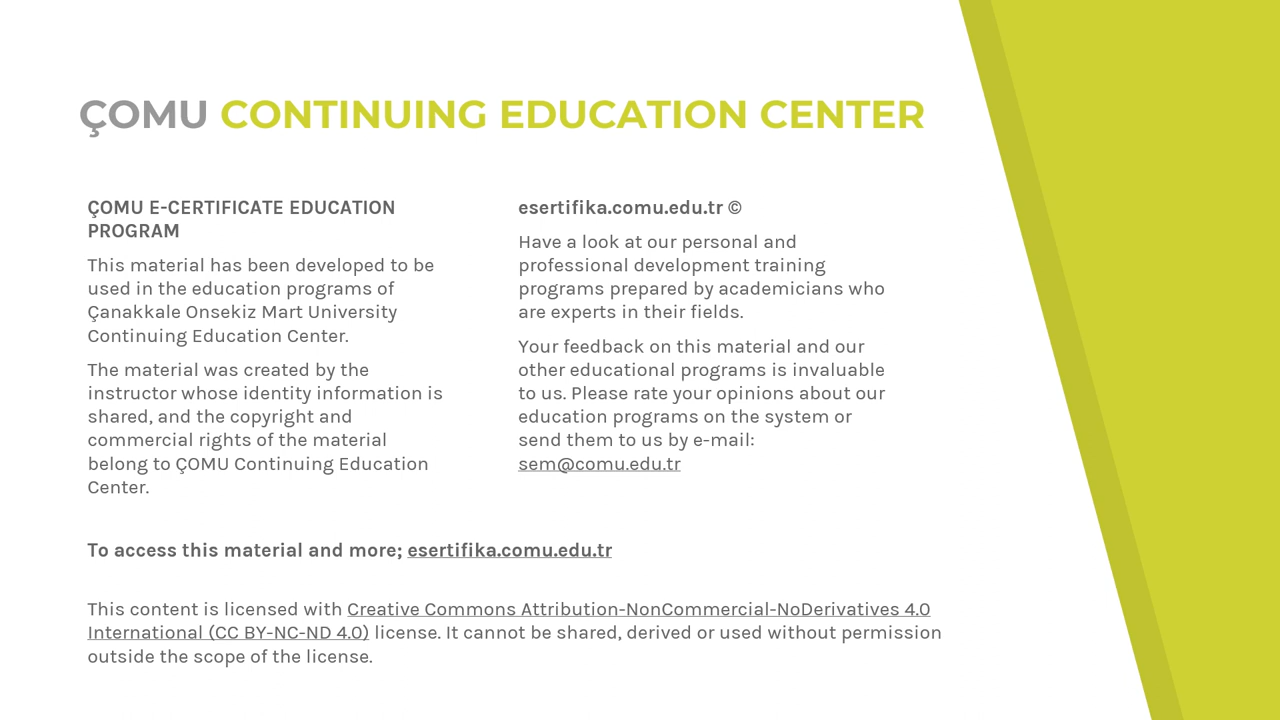 ÇOMU CONTINUING EDUCATION CENTER
ÇOMU E-CERTIFICATE EDUCATION
PROGRAM
This material has been developed to be
used in the education programs of
Çanakkale Onsekiz Mart University
Continuing Education Center.
The material was created by the
instructor whose identity information is
shared, and the copyright and
commercial rights of the material
belong to ÇOMU Continuing Education
Center.
esertifika.comu.edu.tr ©
Have a look at our personal and
professional development training
programs prepared by academicians who
are experts in their fields.
Your feedback on this material and our
other educational programs is invaluable
to us. Please rate your opinions about our
education programs on the system or
send them to us by e-mail:
sem@comu.edu.tr
To access this material and more; esertifika.comu.edu.tr
This content is licensed with Creative Commons Attribution-NonCommercial-NoDerivatives 4.0
International (CC BY-NC-ND 4.0) license. It cannot be shared, derived or used without permission
outside the scope of the license.